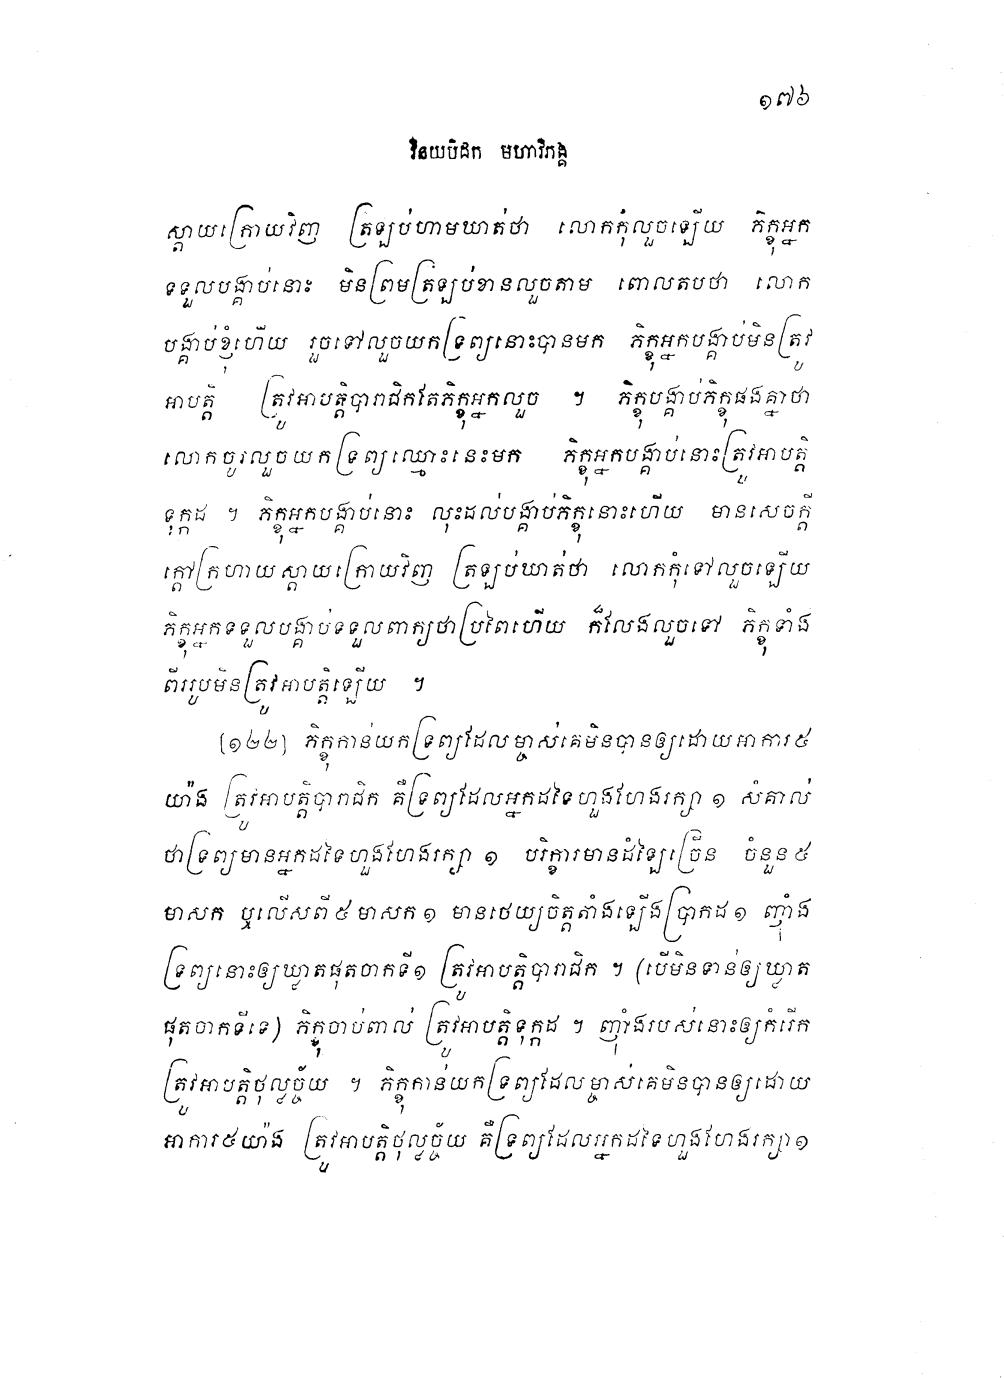 ១៧៦
វិនយបិដក មហាវិភង្គ
ស្តាយក្រោយវិញ ត្រឡប់ហាមឃាត់ថា លោកកុំលួចឡើយ ភិក្ខុអ្នក
ទទួលបង្គាប់នោះ មិនព្រមត្រឡប់ខានលួចតាម ពោលតបថា លោក
បង្គាប់ខ្ញុំហើយ រួចទៅលួចយកទ្រព្យនោះបានមក ភិក្ខុអ្នកបង្គាប់មិនត្រូវ
អាបត្តិ ត្រូវអាបត្តិបារាជិកតែភិក្ខុអ្នកលួច ។ ភិក្ខុបង្គាប់ភិក្ខុផងគ្នាថា
លោកចូរលួចយកទ្រព្យឈ្មោះនេះមក ភិក្ខុអ្នកបង្គាប់នោះត្រូវអាបត្តិ
ទុក្កដ ។ ភិក្ខុអ្នកបង្គាប់នោះ លុះដល់បង្គាប់ភិក្ខុនោះហើយ មានសេចក្តី
ក្តៅក្រហាយស្តាយក្រោយវិញ ត្រឡប់ឃាត់ថា លោកកុំទៅលួចឡើយ
ភិក្ខុអ្នកទទួលបង្គាប់ទទួលពាក្យថាប្រពៃហើយ ក៏លែងលួចទៅ ភិក្ខុទាំង
ពីររូបមិនត្រូវអាបត្តិឡើយ ។
(១២២) ភិក្ខុកាន់យកទ្រព្យដែលម្ចាស់គេមិនបានឲ្យដោយអាការ៥
យ៉ាង ត្រូវអាបត្តិបារាជិក គឺទ្រព្យដែលអ្នកដទៃហួងហែងរក្សា ១ សំគាល់
ថាទ្រព្យមានអ្នកដទៃហួងហែងរក្សា ១ បរិក្ខារមានដំឡៃច្រើន ចំនួន៥
មាសក ឬលើសពី៥មាសក១ មានថេយ្យចិត្តតាំងឡើងប្រាកដ១ ញ៉ាំង
ទ្រព្យនោះឲ្យឃ្លាតផុតចាកទី១ ត្រូវអាបត្តិបារាជិក ។ (បើមិនទាន់ឲ្យឃ្លាត
ផុតចាកទីទេ) ភិក្ខុចាប់ពាល់ ត្រូវអាបត្តិទុក្កដ ។ ញ៉ាំងរបស់នោះឲ្យកំរើក
ត្រូវអាបត្តិថុល្លច្ច័យ ។ ភិក្ខុកាន់យកទ្រព្យដែលម្ចាស់គេមិនបានឲ្យដោយ
អាការ៥យ៉ាង ត្រូវអាបត្តិថុល្លច្ច័យ គឺទ្រព្យដែលអ្នកដទៃហួងហែងរក្សា១